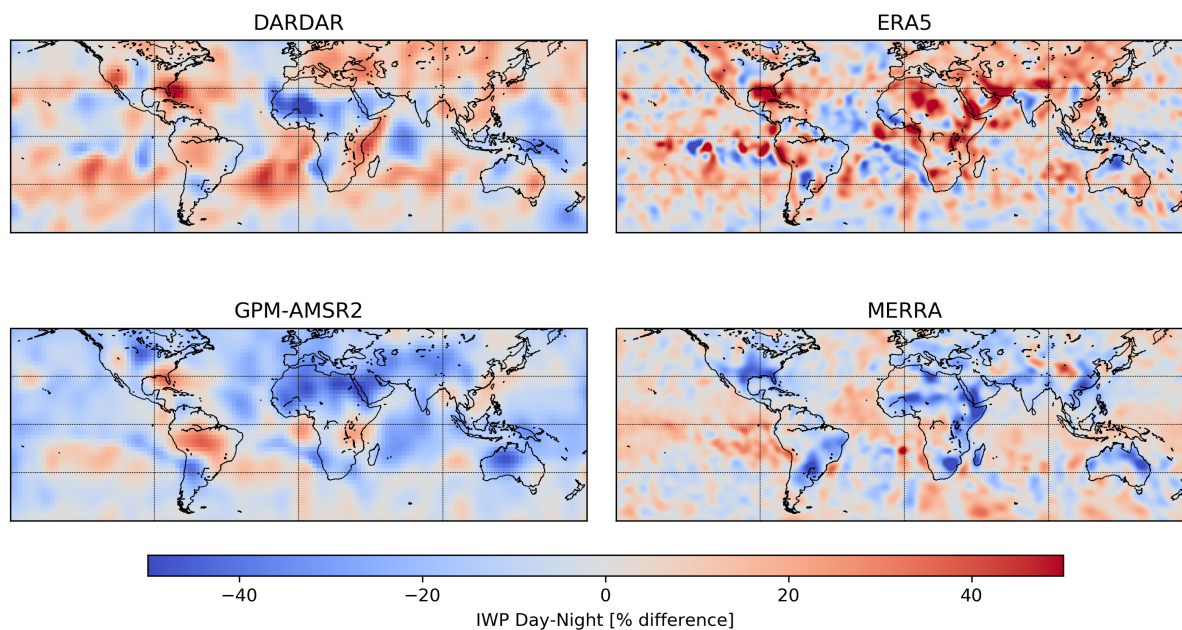 DARDAR
ERA5
GPM-AMSR2
MERRA
−40
−20
0
20
40
IWP Day-Night [% difference]